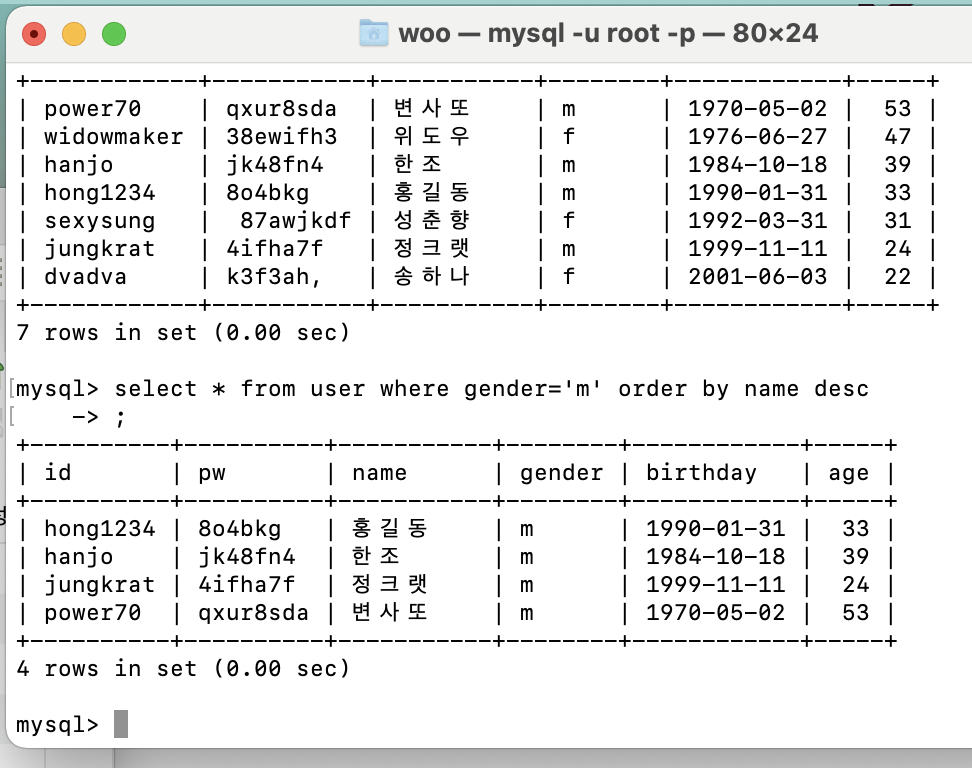 woo — mysql -u root -p — 80×24
+------------+-----------+-----------+--------+------------+-----+
| power70    | qxur8sda  | 변사또 | m      | 1970-05-02 |  53 |
| widowmaker | 38ewifh3  | 위도우 | f      | 1976-06-27 |  47 |
| hanjo      | jk48fn4   | 한조 | m      | 1984-10-18 |  39 |
| hong1234   | 8o4bkg    | 홍길동 | m      | 1990-01-31 |  33 |
| sexysung   |  87awjkdf | 성춘향 | f      | 1992-03-31 |  31 |
| jungkrat   | 4ifha7f   | 정크랫 | m      | 1999-11-11 |  24 |
| dvadva     | k3f3ah,   | 송하나 | f      | 2001-06-03 |  22 |
+------------+-----------+-----------+--------+------------+-----+
7 rows in set (0.00 sec)
[mysql> select * from user where gender='m' order by name desc
[    -> ;
+----------+----------+-----------+--------+------------+-----+
| id       | pw       | name      | gender | birthday   | age |
+----------+----------+-----------+--------+------------+-----+
| hong1234 | 8o4bkg   | 홍길동 | m      | 1990-01-31 |  33 |
| hanjo    | jk48fn4  | 한조 | m      | 1984-10-18 |  39 |
| jungkrat | 4ifha7f  | 정크랫 | m      | 1999-11-11 |  24 |
| power70  | qxur8sda | 변사또 | m      | 1970-05-02 |  53 |
+----------+----------+-----------+--------+------------+-----+
4 rows in set (0.00 sec)
mysql>